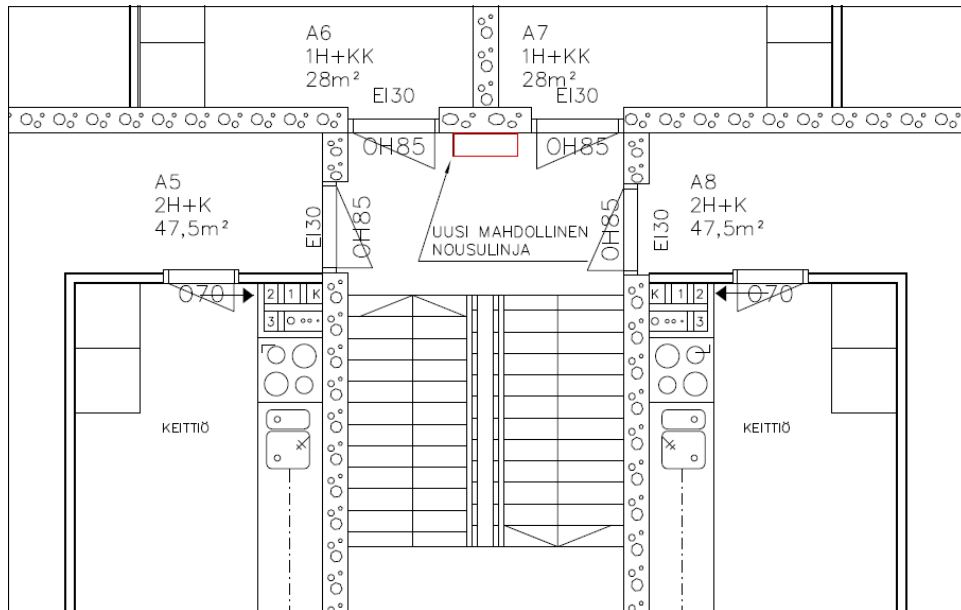 A6
1H+KK
28m²
A7
1H+KK
28m²
EI30
EI30
OH85
OH85
A5
2H+K
47,5m²
EI30
OH85
UUSI MAHDOLLINEN
NOUSULINJA
OH85
EI30
A8
2H+K
47,5m²
O70
2 1 K
3
K 1 2
3
O70
KEITTIÖ
KEITTIÖ